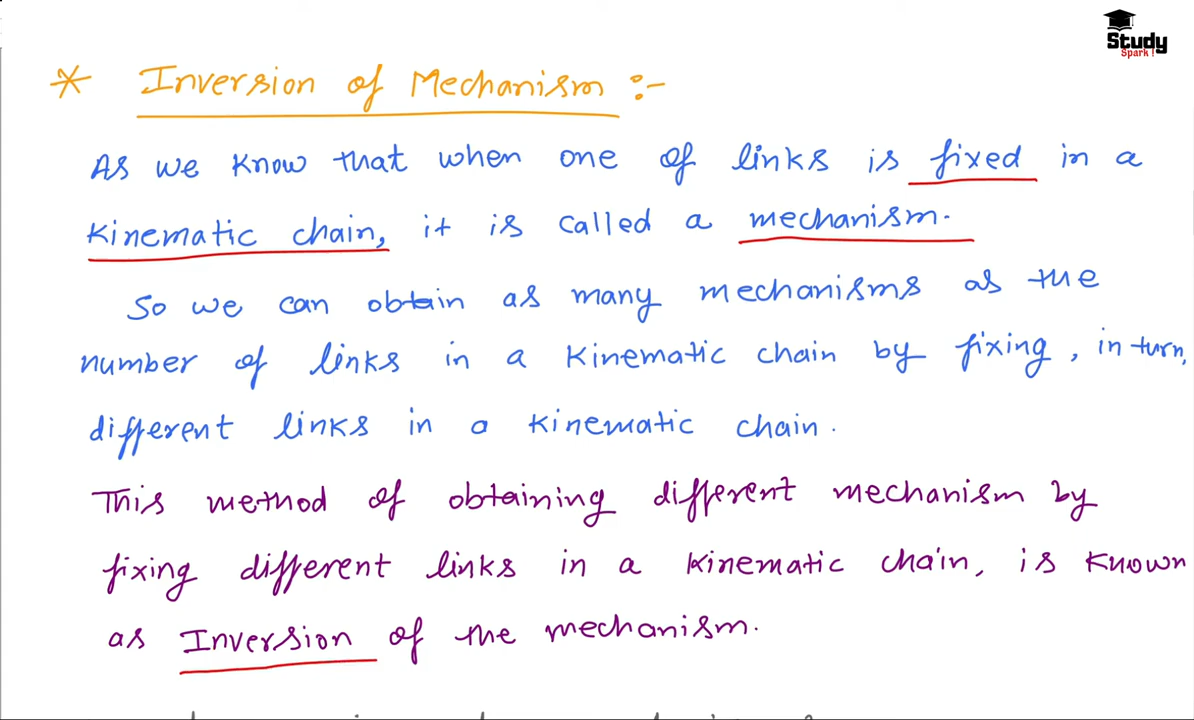 Study
Spark!
* Inversion of Mechanism :-
As we know that when one of links is fixed in a
kinematic chain, it is called a mechanism.
So we can obtain as many mechanisms as the
number of links in a kinematic chain by fixing, in turn,
different links in a kinematic chain.
This method of obtaining different mechanism by
fixing different links in a kinematic chain, is known
as Inversion of the mechanism.